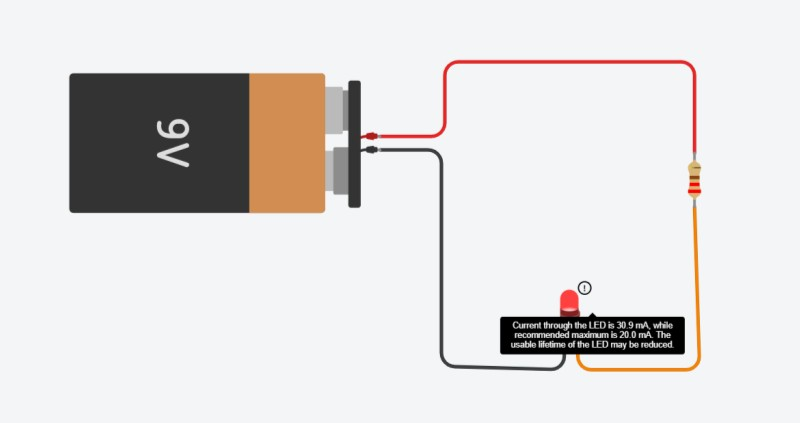 9V
!
Current through the LED is 30.9 mA, while
recommended maximum is 20.0 mA. The
usable lifetime of the LED may be reduced.